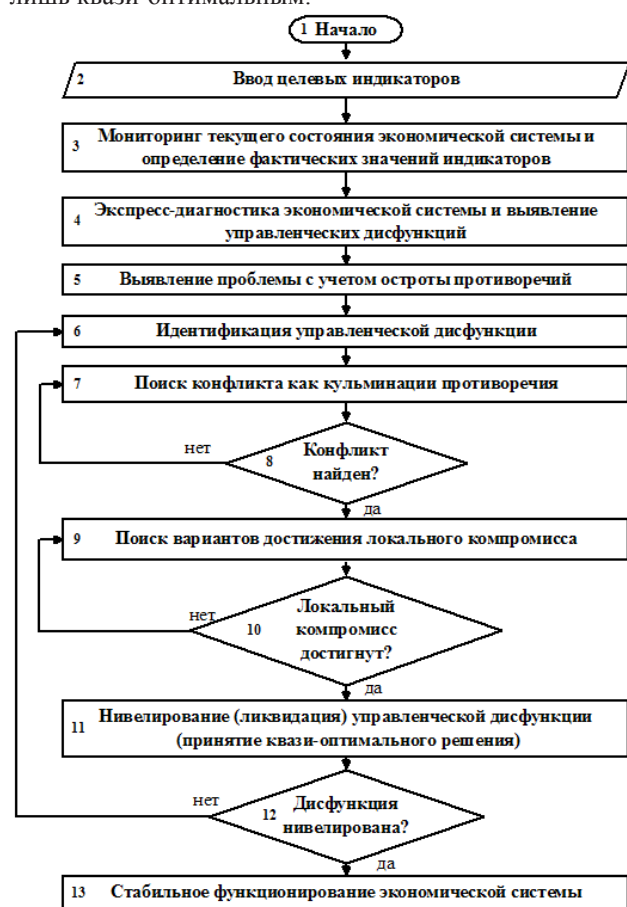 лишь квази-оптимальным.
1 Начало
2 Ввод целевых индикаторов
3 Мониторинг текущего состояния экономической системы и
определение фактических значений индикаторов
4 Экспресс-диагностика экономической системы и выявление
управленческих дисфункций
5 Выявление проблемы с учетом остроты противоречий
6 Идентификация управленческой дисфункции
7 Поиск конфликта как кульминации противоречия
нет
8 Конфликт
найден?
да
9 Поиск вариантов достижения локального компромисса
нет
10 Локальный
компромисс
достигнут?
да
11 Нивелирование (ликвидация) управленческой дисфункции
(принятие квази-оптимального решения)
нет
12 Дисфункция
нивелирована?
да
13 Стабильное функционирование экономической системы